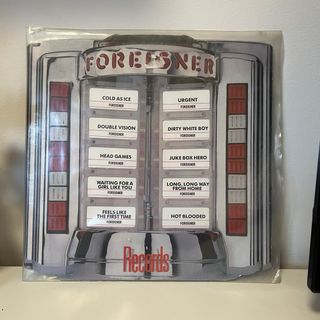 FOREIGNER
COLD AS ICE
FOREIGNER
DOUBLE VISION
FOREIGNER
HEAD GAMES
FOREIGNER
WAITING FOR A
GIRL LIKE YOU
FOREIGNER
FEELS LIKE
THE FIRST TIME
FOREIGNER
URGENT
FOREIGNER
DIRTY WHITE BOY
FOREIGNER
JUKE BOX HERO
FOREIGNER
LONG, LONG WAY
FROM HOME
FOREIGNER
HOT BLOODED
FOREIGNER
Records